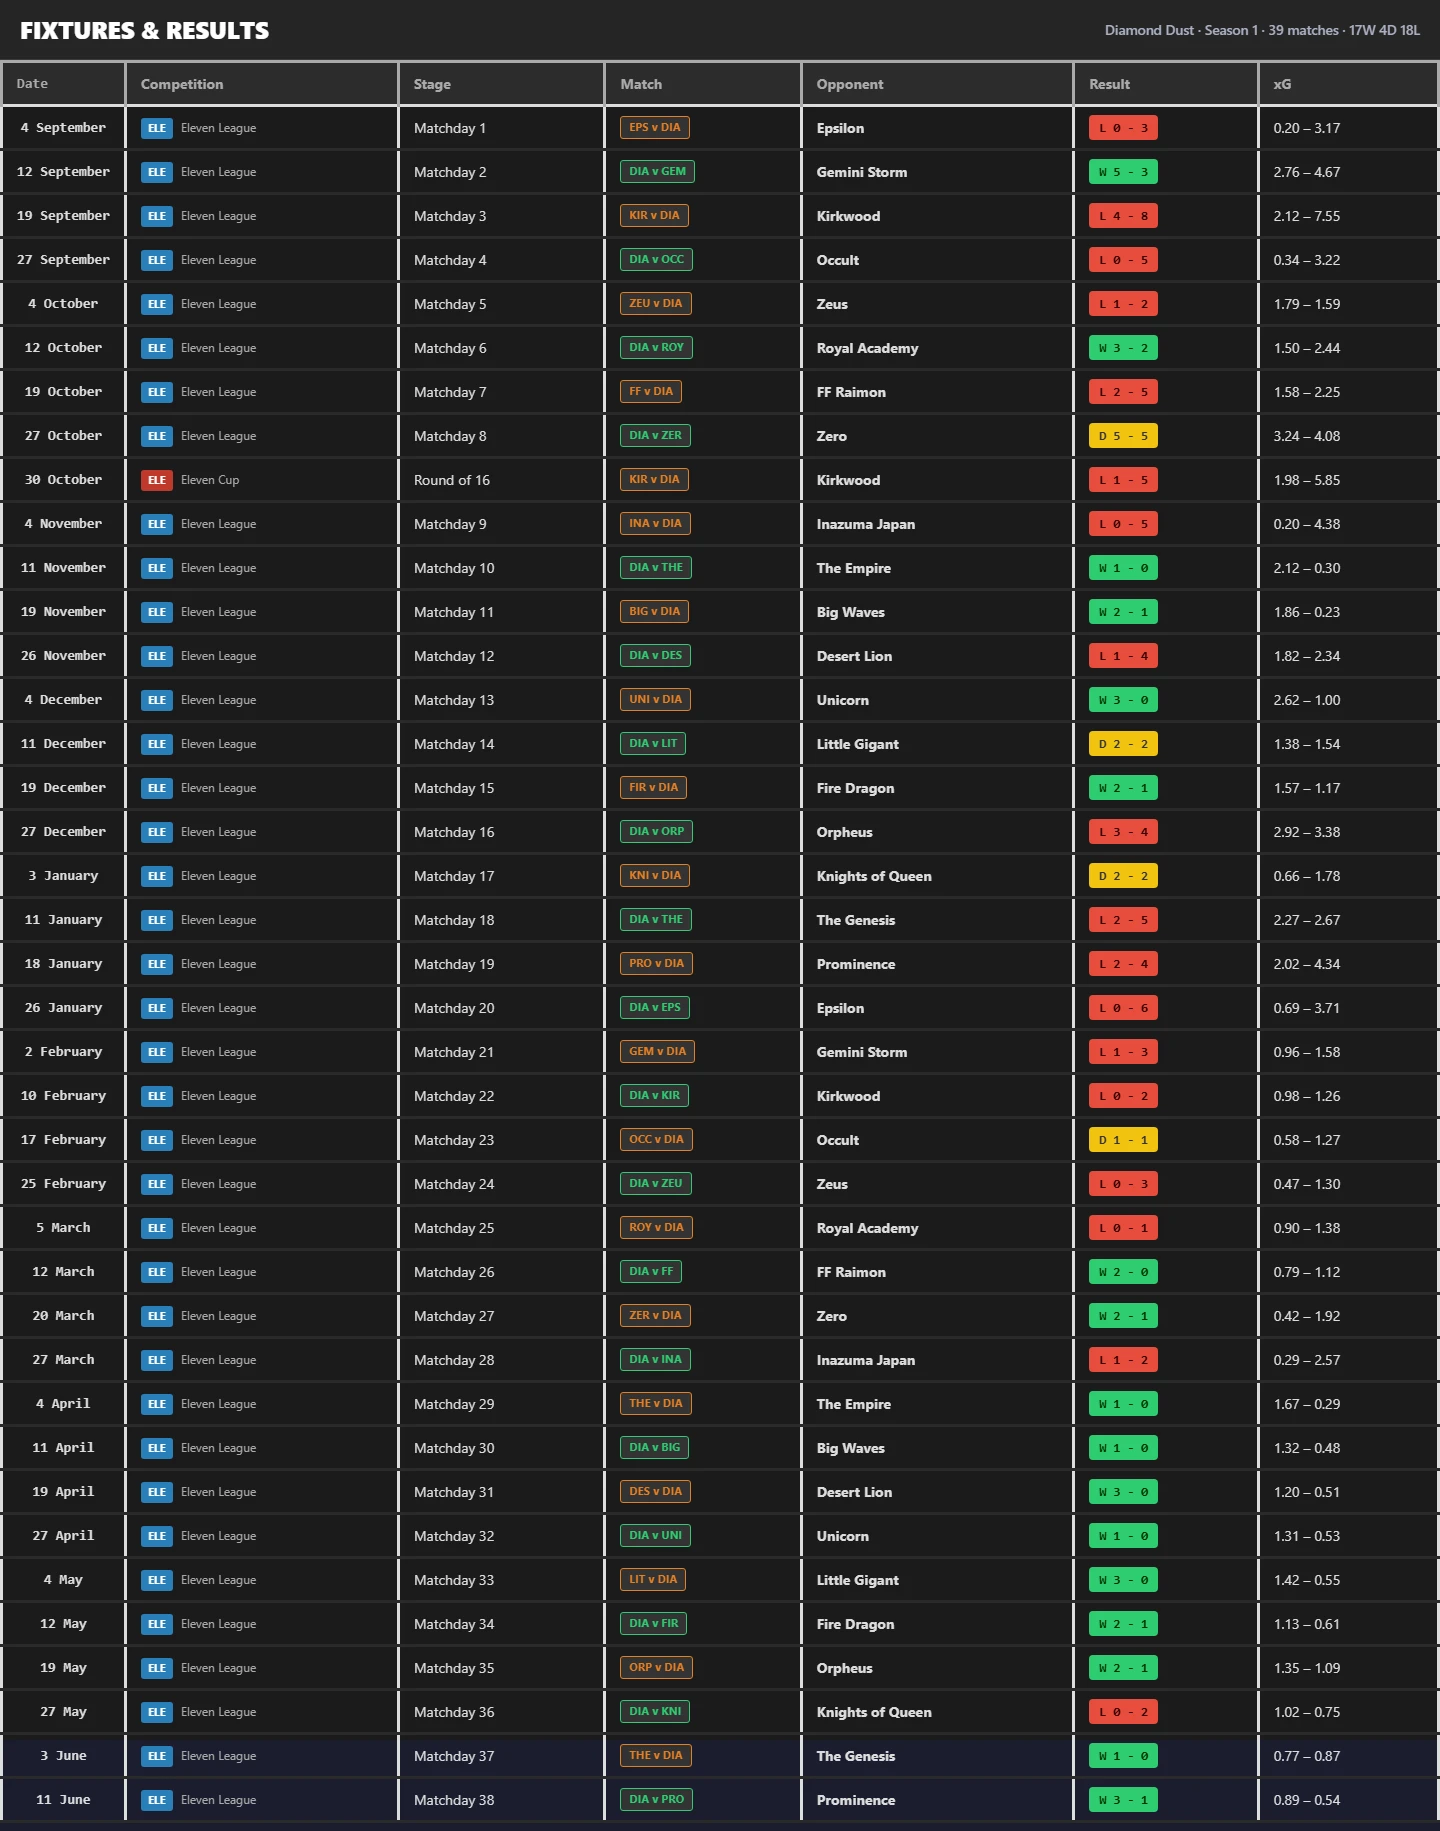 FIXTURES & RESULTS
Diamond Dust · Season 1 · 39 matches · 17W 4D 18L
Date Competition Stage Match Opponent Result xG
4 September ELE Eleven League Matchday 1 EPS v DIA Epsilon L 0 - 3 0.20 – 3.17
12 September ELE Eleven League Matchday 2 DIA v GEM Gemini Storm W 5 - 3 2.76 – 4.67
19 September ELE Eleven League Matchday 3 KIR v DIA Kirkwood L 4 - 8 2.12 – 7.55
27 September ELE Eleven League Matchday 4 DIA v OCC Occult L 0 - 5 0.34 – 3.22
4 October ELE Eleven League Matchday 5 ZEU v DIA Zeus L 1 - 2 1.79 – 1.59
12 October ELE Eleven League Matchday 6 DIA v ROY Royal Academy W 3 - 2 1.50 – 2.44
19 October ELE Eleven League Matchday 7 FF v DIA FF Raimon L 2 - 5 1.58 – 2.25
27 October ELE Eleven League Matchday 8 DIA v ZER Zero D 5 - 5 3.24 – 4.08
30 October ELE Eleven Cup Round of 16 KIR v DIA Kirkwood L 1 - 5 1.98 – 5.85
4 November ELE Eleven League Matchday 9 INA v DIA Inazuma Japan L 0 - 5 0.20 – 4.38
11 November ELE Eleven League Matchday 10 DIA v THE The Empire W 1 - 0 2.12 – 0.30
19 November ELE Eleven League Matchday 11 BIG v DIA Big Waves W 2 - 1 1.86 – 0.23
26 November ELE Eleven League Matchday 12 DIA v DES Desert Lion L 1 - 4 1.82 – 2.34
4 December ELE Eleven League Matchday 13 UNI v DIA Unicorn W 3 - 0 2.62 – 1.00
11 December ELE Eleven League Matchday 14 DIA v LIT Little Gigant D 2 - 2 1.38 – 1.54
19 December ELE Eleven League Matchday 15 FIR v DIA Fire Dragon W 2 - 1 1.57 – 1.17
27 December ELE Eleven League Matchday 16 DIA v ORP Orpheus L 3 - 4 2.92 – 3.38
3 January ELE Eleven League Matchday 17 KNI v DIA Knights of Queen D 2 - 2 0.66 – 1.78
11 January ELE Eleven League Matchday 18 DIA v THE The Genesis L 2 - 5 2.27 – 2.67
18 January ELE Eleven League Matchday 19 PRO v DIA Prominence L 2 - 4 2.02 – 4.34
26 January ELE Eleven League Matchday 20 DIA v EPS Epsilon L 0 - 6 0.69 – 3.71
2 February ELE Eleven League Matchday 21 GEM v DIA Gemini Storm L 1 - 3 0.96 – 1.58
10 February ELE Eleven League Matchday 22 DIA v KIR Kirkwood L 0 - 2 0.98 – 1.26
17 February ELE Eleven League Matchday 23 OCC v DIA Occult D 1 - 1 0.58 – 1.27
25 February ELE Eleven League Matchday 24 DIA v ZEU Zeus L 0 - 3 0.47 – 1.30
5 March ELE Eleven League Matchday 25 ROY v DIA Royal Academy L 0 - 1 0.90 – 1.38
12 March ELE Eleven League Matchday 26 DIA v FF FF Raimon W 2 - 0 0.79 – 1.12
20 March ELE Eleven League Matchday 27 ZER v DIA Zero W 2 - 1 0.42 – 1.92
27 March ELE Eleven League Matchday 28 DIA v INA Inazuma Japan L 1 - 2 0.29 – 2.57
4 April ELE Eleven League Matchday 29 THE v DIA The Empire W 1 - 0 1.67 – 0.29
11 April ELE Eleven League Matchday 30 DIA v BIG Big Waves W 1 - 0 1.32 – 0.48
19 April ELE Eleven League Matchday 31 DES v DIA Desert Lion W 3 - 0 1.20 – 0.51
27 April ELE Eleven League Matchday 32 DIA v UNI Unicorn W 1 - 0 1.31 – 0.53
4 May ELE Eleven League Matchday 33 LIT v DIA Little Gigant W 3 - 0 1.42 – 0.55
12 May ELE Eleven League Matchday 34 DIA v FIR Fire Dragon W 2 - 1 1.13 – 0.61
19 May ELE Eleven League Matchday 35 ORP v DIA Orpheus W 2 - 1 1.35 – 1.09
27 May ELE Eleven League Matchday 36 DIA v KNI Knights of Queen L 0 - 2 1.02 – 0.75
3 June ELE Eleven League Matchday 37 THE v DIA The Genesis W 1 - 0 0.77 – 0.87
11 June ELE Eleven League Matchday 38 DIA v PRO Prominence W 3 - 1 0.89 – 0.54